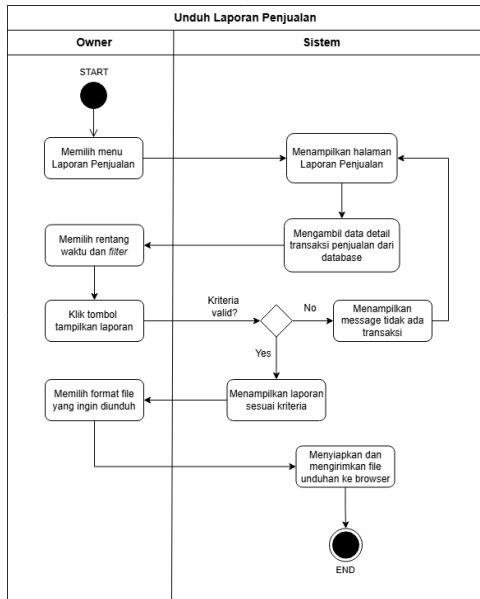 Unduh Laporan Penjualan
Owner
Sistem
START
Memilih menu
Laporan Penjualan
Menampilkan halaman
Laporan Penjualan
Mengambil data detail
transaksi penjualan dari
database
Memilih rentang
waktu dan filter
Klik tombol
tampilkan laporan
Kriteria
valid?
No
Menampilkan
message tidak ada
transaksi
Yes
Menampilkan laporan
sesuai kriteria
Memilih format file
yang ingin diunduh
Menyiapkan dan
mengirimkan file
unduhan ke browser
END